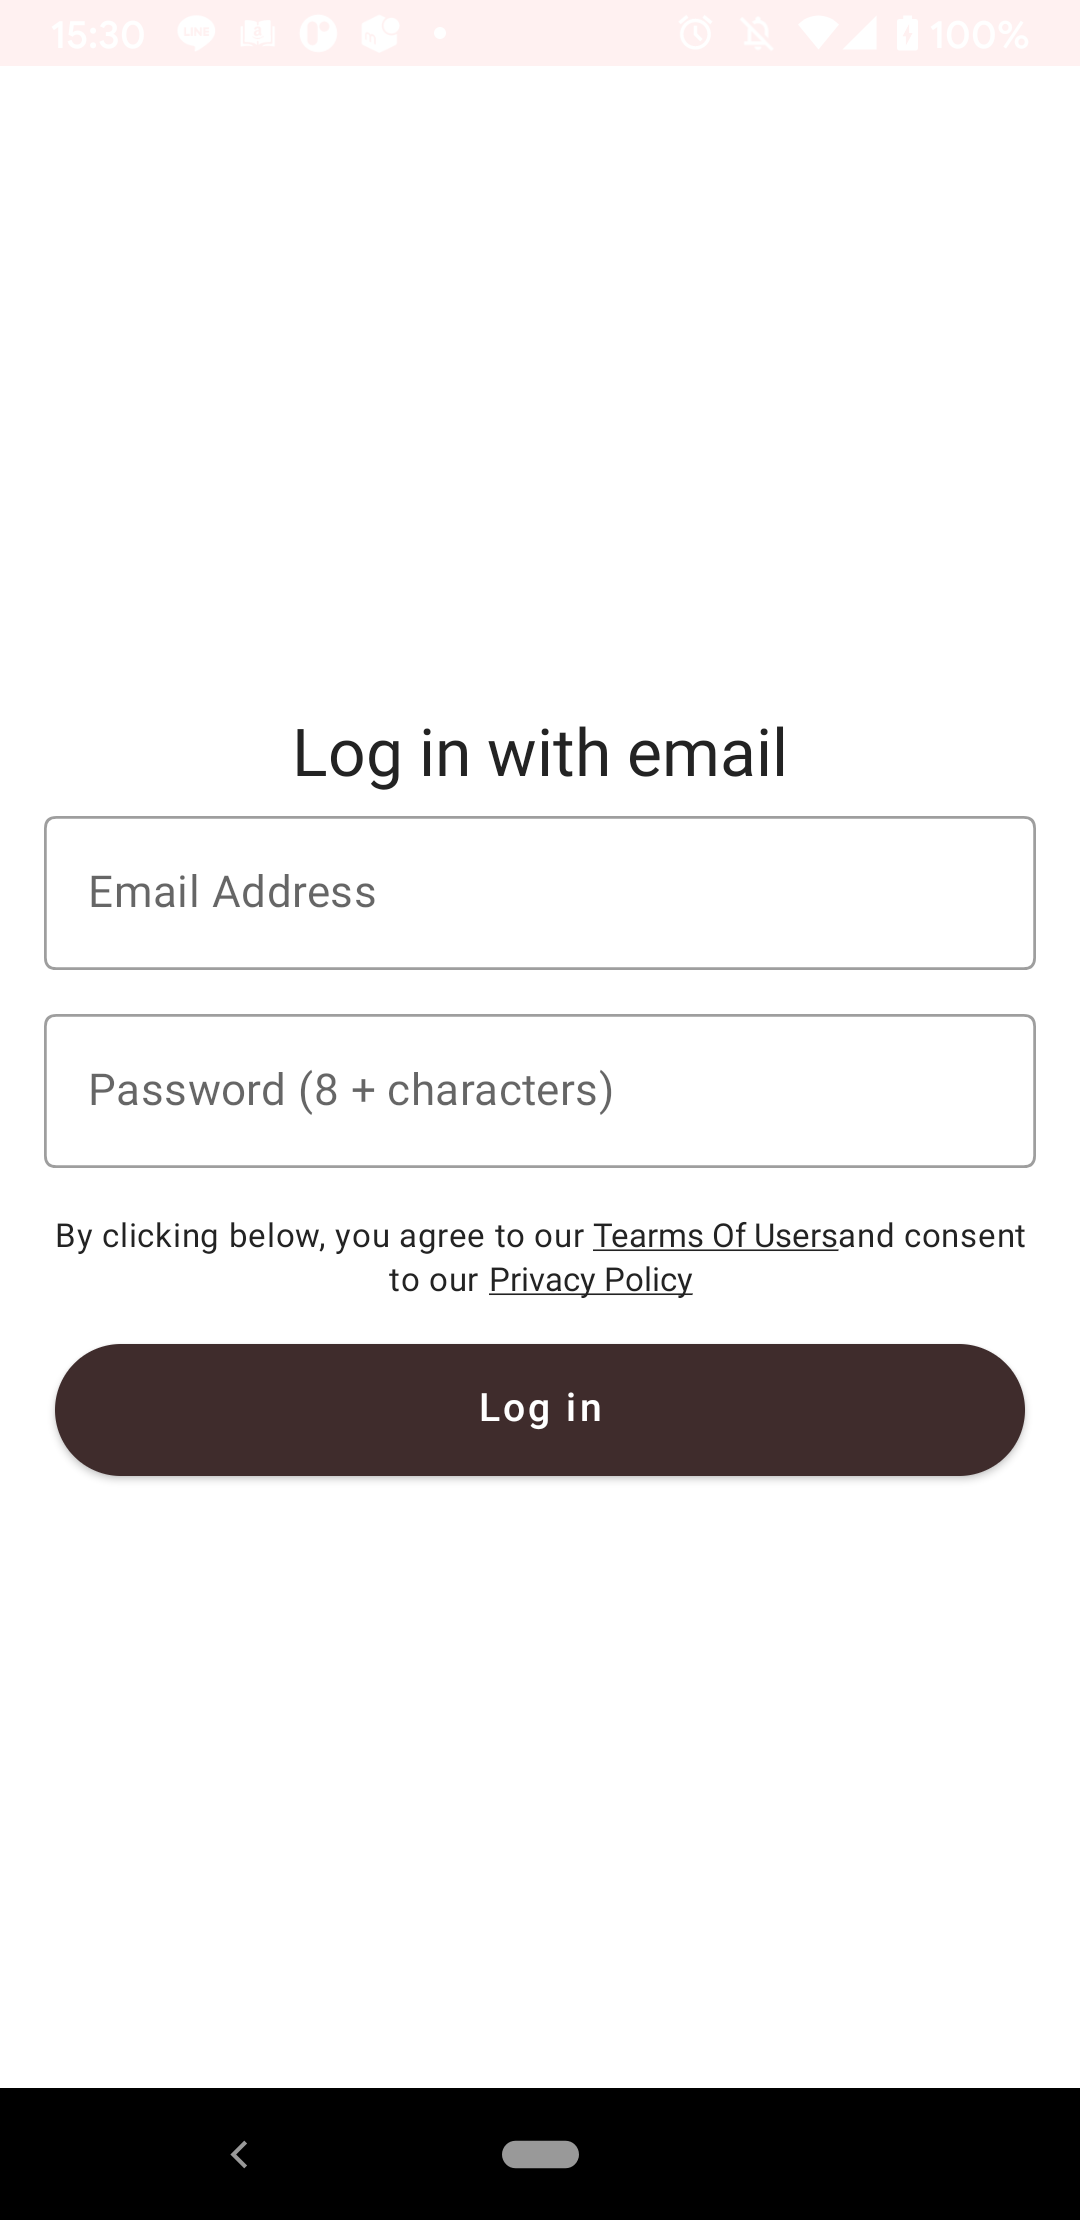 15:30
LINE
100%
Log in with email
Email Address
Password (8 + characters)
By clicking below, you agree to our Tearms Of Usersand consent
to our Privacy Policy
Log in